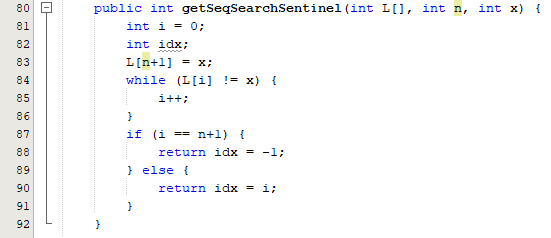 80 public int getSeqSearchSentinel(int L[], int n, int x) {
81 int i = 0;
82 int idx;
83 L[n+1] = x;
84 while (L[i] != x) {
85 i++;
86 }
87 if (i == n+1) {
88 return idx = -1;
89 } else {
90 return idx = i;
91 }
92 }